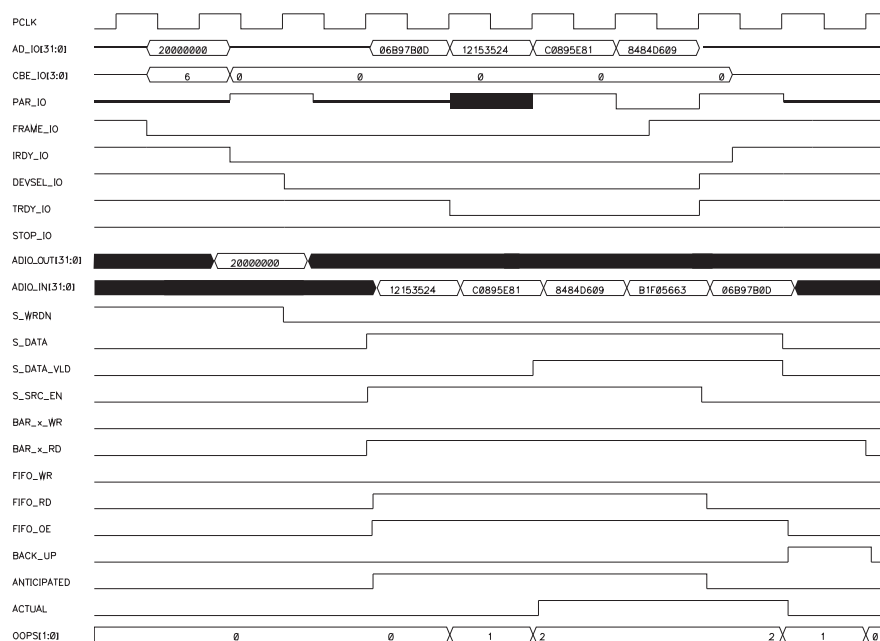 PCLK
AD_IO[31:0] 20000000 06B97B0D 12153524 C0895E81 8484D609
CBE_IO[3:0] 6 0 0 0 0 0
PAR_IO
FRAME_IO
IRDY_IO
DEVSEL_IO
TRDY_IO
STOP_IO
ADIO_OUT[31:0] 20000000
ADIO_IN[31:0] 12153524 C0895E81 8484D609 B1F05663 06B97B0D
S_WRDN
S_DATA
S_DATA_VLD
S_SRC_EN
BAR_x_WR
BAR_x_RD
FIFO_WR
FIFO_RD
FIFO_OE
BACK_UP
ANTICIPATED
ACTUAL
OOPS[1:0] 0 0 1 2 2 1 0